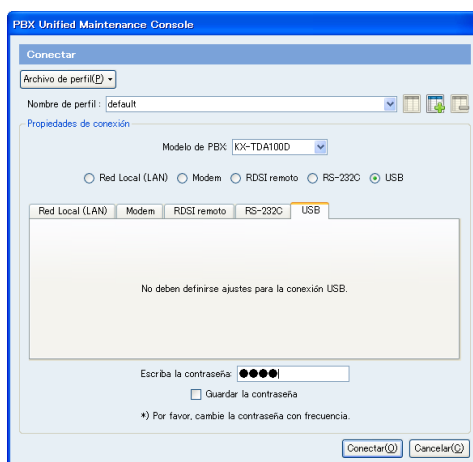 PBX Unified Maintenance Console
Conectar
Archivo de perfil(P)
Nombre de perfil : default
Propiedades de conexión
Modelo de PBX: KX-TDA100D
Red Local (LAN) Modem RDSI remoto RS-232C USB
Red Local (LAN) Modem RDSI remoto RS-232C USB
No deben definirse ajustes para la conexión USB.
Escriba la contraseña: ●●●●
Guardar la contraseña
*) Por favor, cambie la contraseña con frecuencia.
Conectar(O) Cancelar(C)